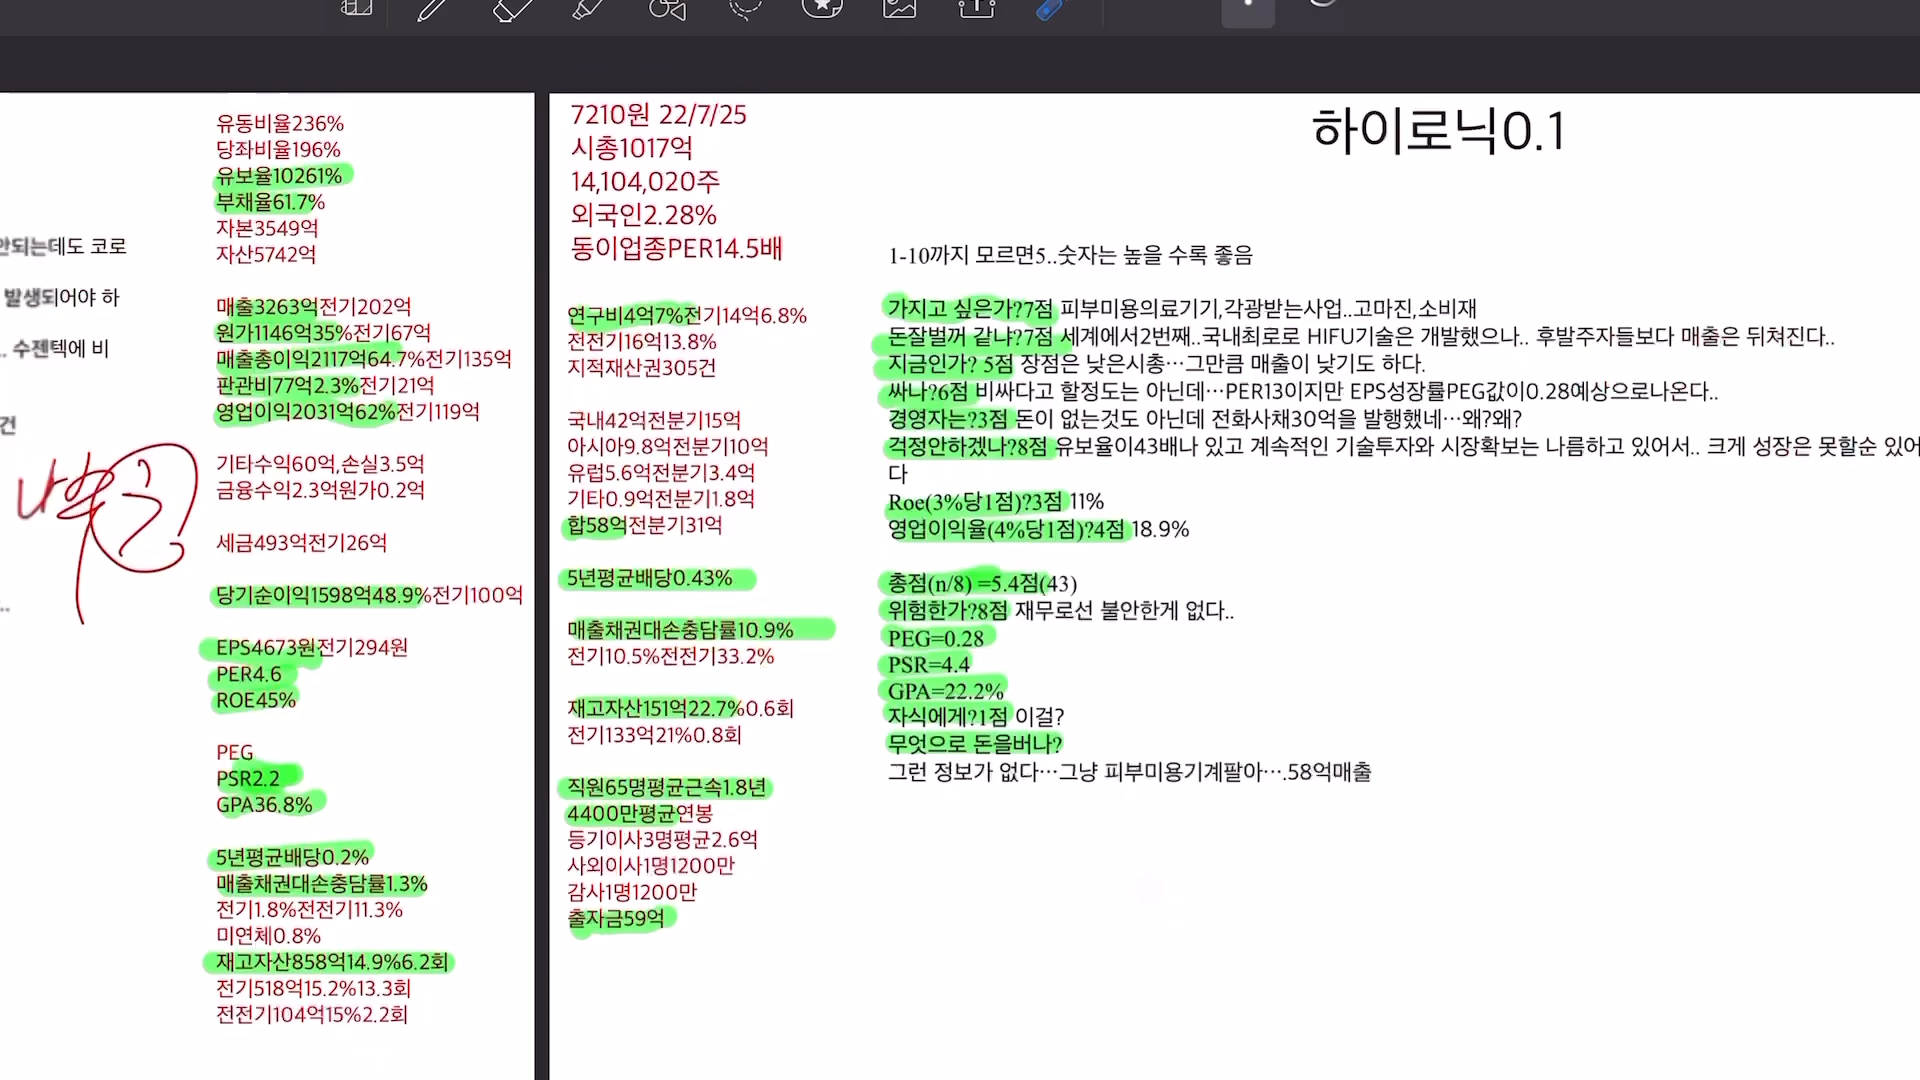 안되는데도 코로
발생되어야 하
.. 수젠텍에 비
건
나쁜
유동비율236%
당좌비율196%
유보율10261%
부채율61.7%
자본3549억
자산5742억
매출3263억전기202억
원가1146억35%전기67억
매출총이익2117억64.7%전기135억
판관비77억2.3%전기21억
영업이익2031억62%전기119억
기타수익60억,손실3.5억
금융수익2.3억원가0.2억
세금493억전기26억
당기순이익1598억48.9%전기100억
EPS4673원전기294원
PER4.6
ROE45%
PEG
PSR2.2
GPA36.8%
5년평균배당0.2%
매출채권대손충담률1.3%
전기1.8%전전기11.3%
미연체0.8%
재고자산858억14.9%6.2회
전기518억15.2%13.3회
전전기104억15%2.2회
7210원 22/7/25
시총1017억
14,104,020주
외국인2.28%
동이업종PER14.5배
연구비4억7%전기14억6.8%
전전기16억13.8%
지적재산권305건
국내42억전분기15억
아시아9.8억전분기10억
유럽5.6억전분기3.4억
기타0.9억전분기1.8억
합58억전분기31억
5년평균배당0.43%
매출채권대손충담률10.9%
전기10.5%전전기33.2%
재고자산151억22.7%0.6회
전기133억21%0.8회
직원65명평균근속1.8년
4400만평균연봉
등기이사3명평균2.6억
사외이사1명1200만
감사1명1200만
출자금59억
하이로닉0.1
1-10까지 모르면5..숫자는 높을 수록 좋음
가지고 싶은가?7점 피부미용의료기기,각광받는사업..고마진,소비재
돈잘벌꺼 같냐?7점 세계에서2번째..국내최로로 HIFU기술은 개발했으나.. 후발주자들보다 매출은 뒤쳐진다..
지금인가? 5점 장점은 낮은시총…그만큼 매출이 낮기도 하다.
싸나?6점 비싸다고 할정도는 아닌데…PER13이지만 EPS성장률PEG값이0.28예상으로나온다..
경영자는?3점 돈이 없는것도 아닌데 전화사채30억을 발행했네…왜?왜?
걱정안하겠나?8점 유보율이43배나 있고 계속적인 기술투자와 시장확보는 나름하고 있어서.. 크게 성장은 못할순 있어
다
Roe(3%당1점)?3점 11%
영업이익율(4%당1점)?4점 18.9%
총점(n/8) =5.4점(43)
위험한가?8점 재무로선 불안한게 없다..
PEG=0.28
PSR=4.4
GPA=22.2%
자식에게?1점 이걸?
무엇으로 돈을버나?
그런 정보가 없다…그냥 피부미용기계팔아….58억매출